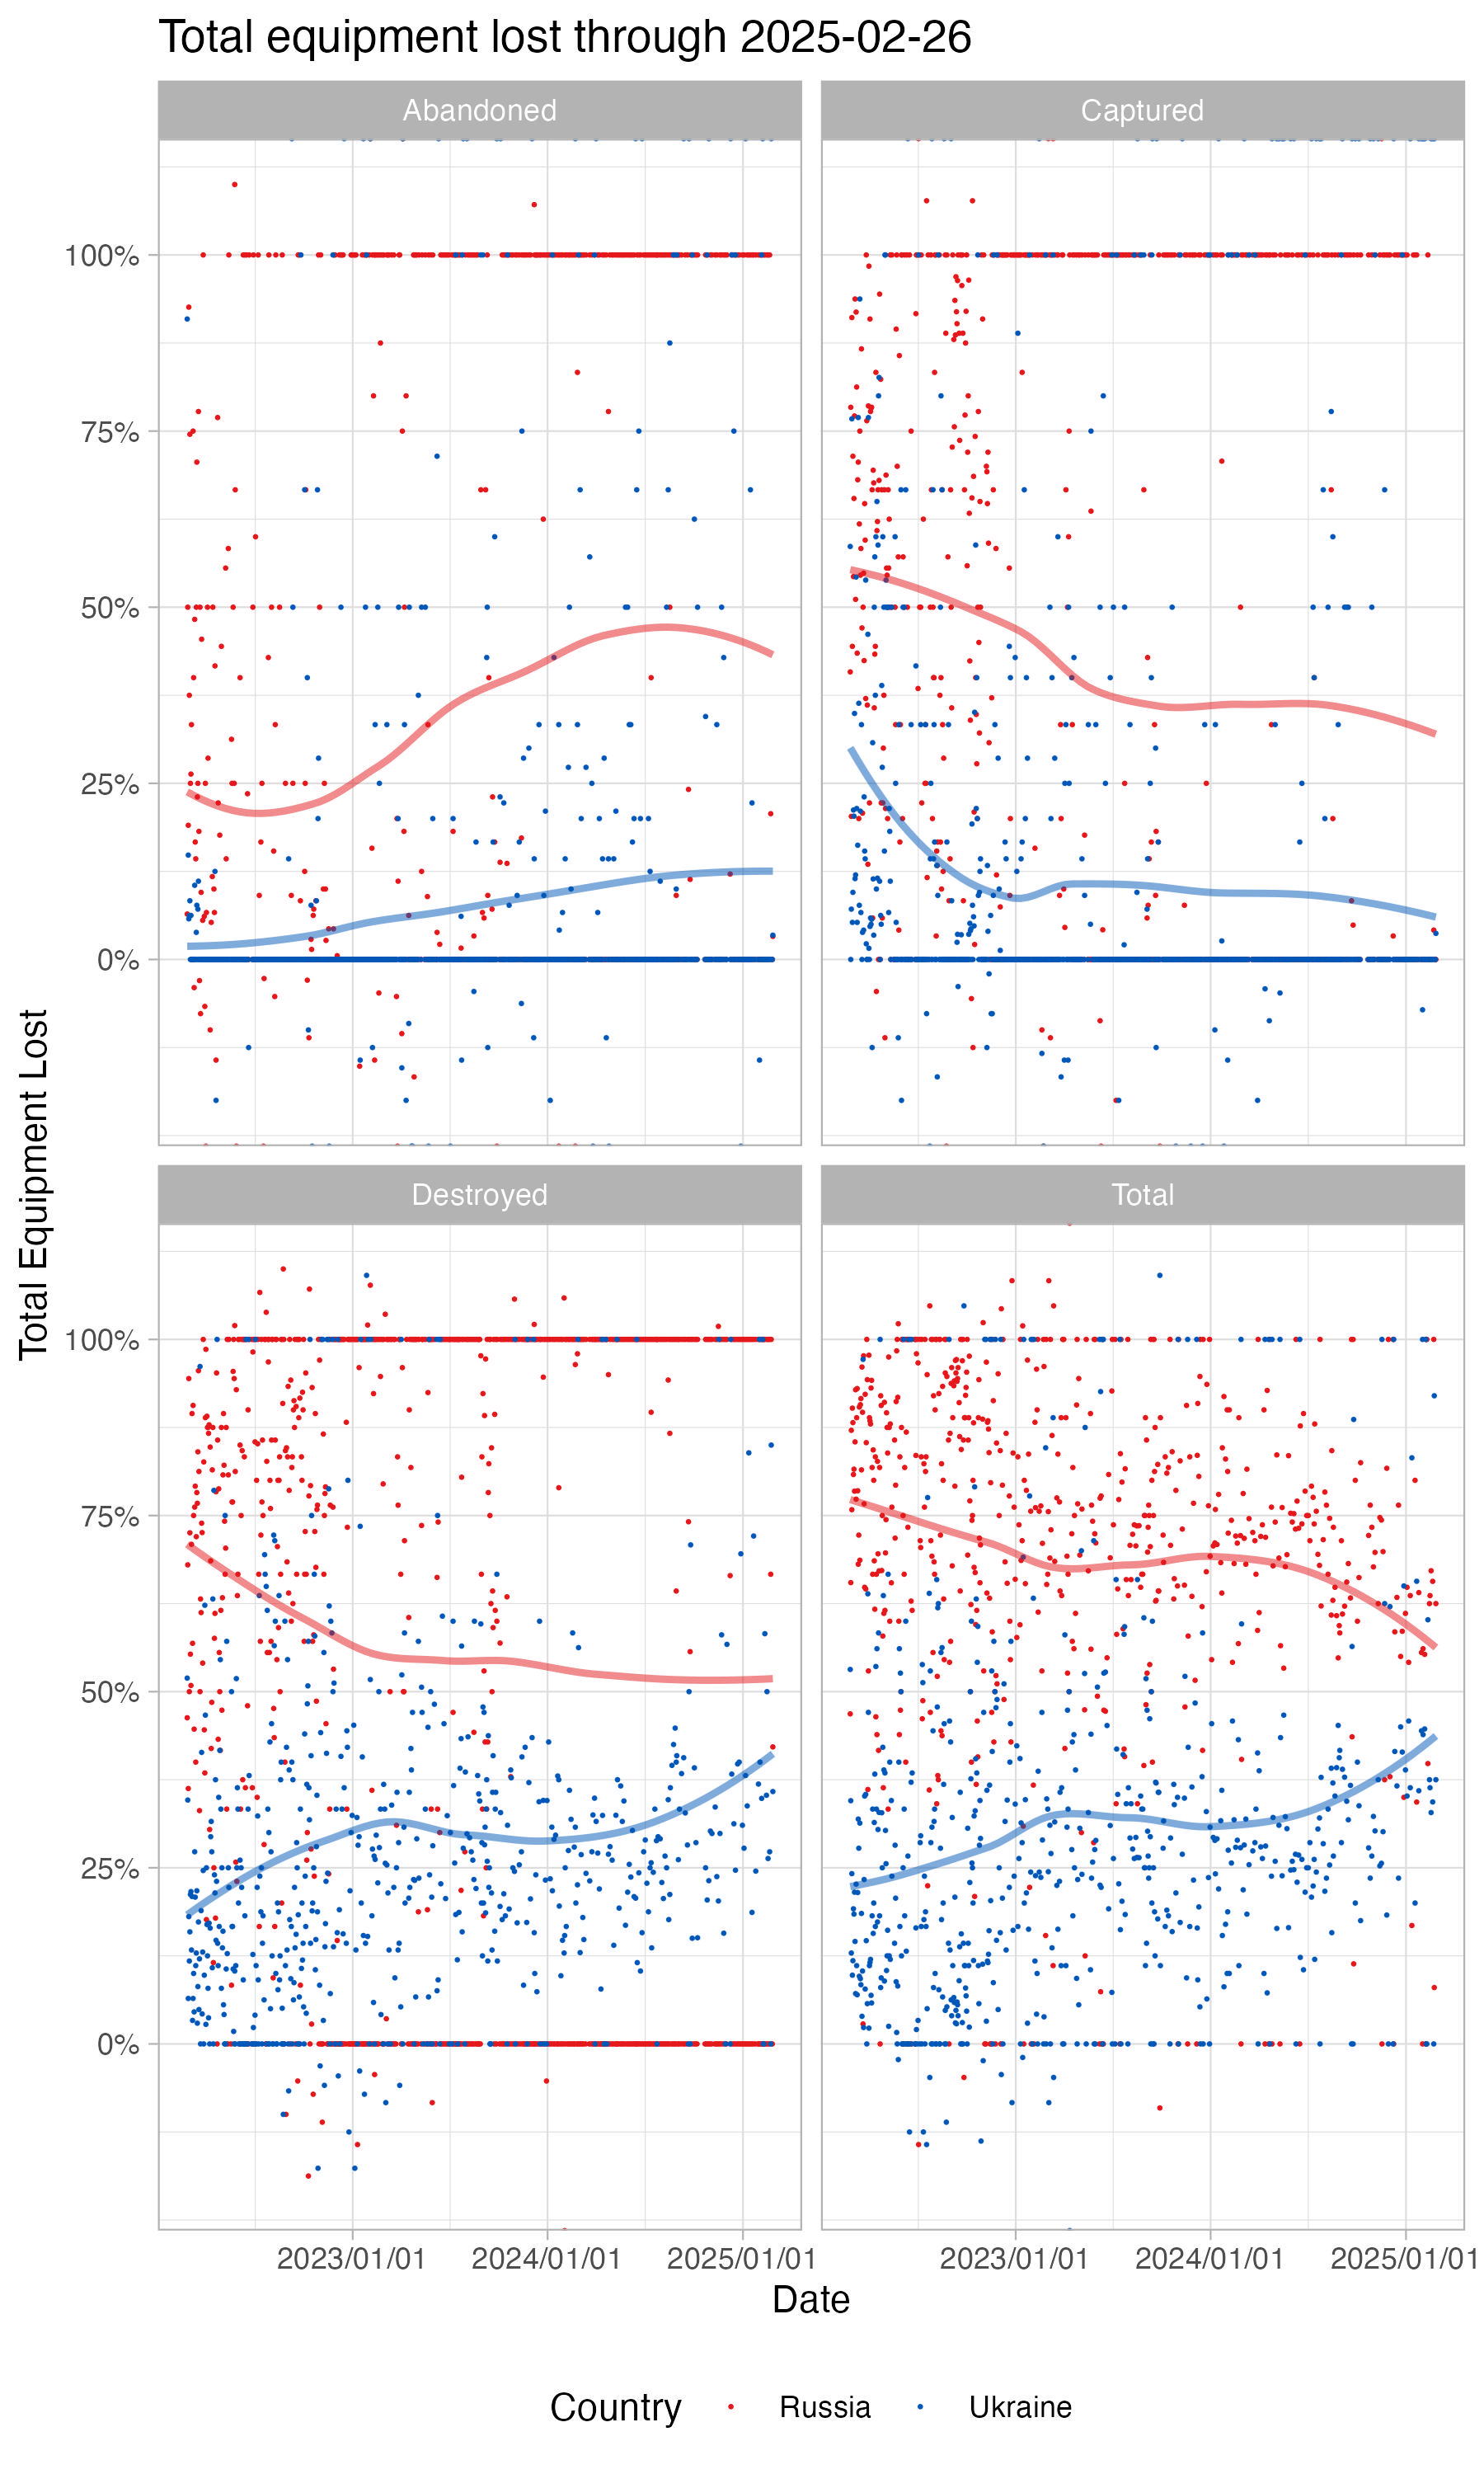 Total equipment lost through 2025-02-26
Abandoned
Captured
100%
75%
50%
25%
0%
Total Equipment Lost
Destroyed
Total
100%
75%
50%
25%
0%
2023/01/01 2024/01/01 2025/01/01
2023/01/01 2024/01/01 2025/01/01
Date
Country Russia Ukraine